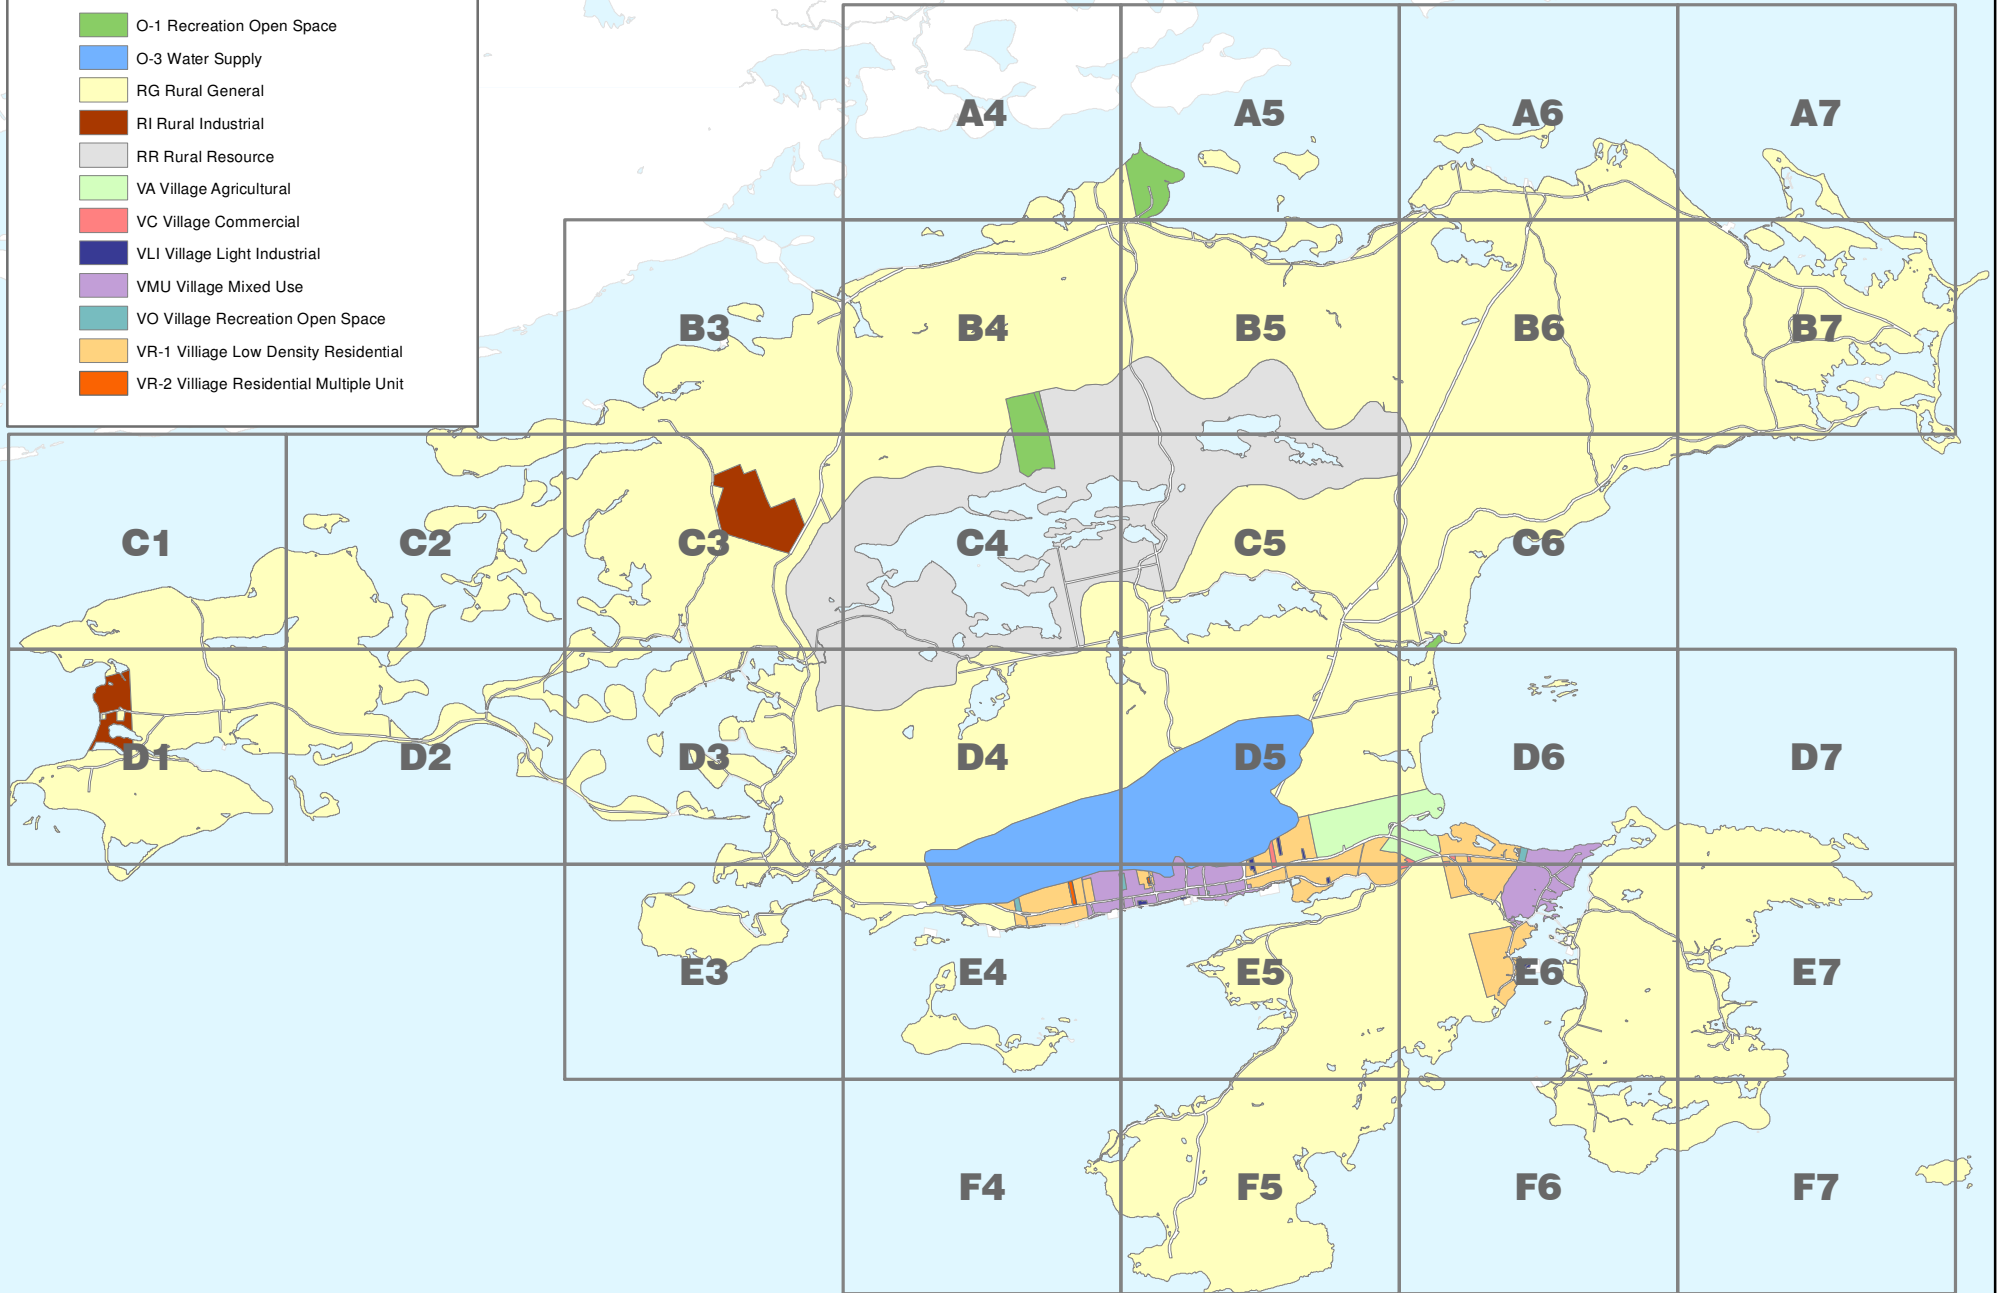 O-1 Recreation Open Space
O-3 Water Supply
RG Rural General
RI Rural Industrial
RR Rural Resource
VA Village Agricultural
VC Village Commercial
VLI Village Light Industrial
VMU Village Mixed Use
VO Village Recreation Open Space
VR-1 Villiage Low Density Residential
VR-2 Villiage Residential Multiple Unit
A4 A5 A6 A7
B3 B4 B5 B6 B7
C1 C2 C3 C4 C5 C6
D1 D2 D3 D4 D5 D6 D7
E3 E4 E5 E6 E7
F4 F5 F6 F7